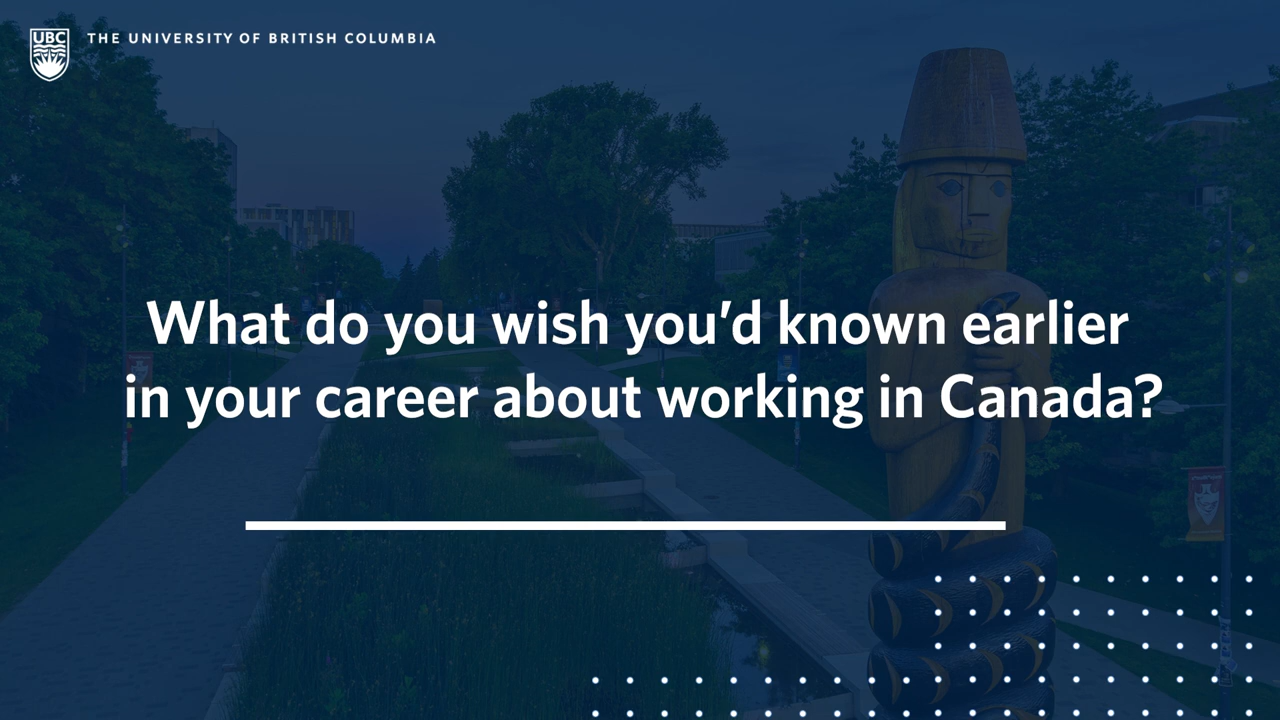 UBC
THE UNIVERSITY OF BRITISH COLUMBIA
What do you wish you’d known earlier
in your career about working in Canada?